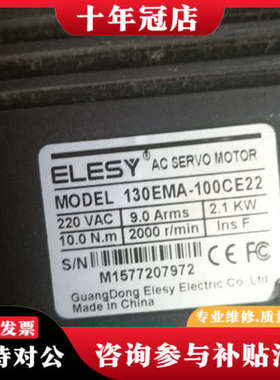 十年冠店
ELESY® AC SERVO MOTOR
MODEL 130EMA-100CE22
220 VAC 9.0 Arms 2.1 KW
10.0 N.m 2000 r/min Ins F
S/N
M1577207972
GuangDong Elesy Electric Co., Ltd
Made in China
发票
专业维修,质量
待对公
咨询参与补贴